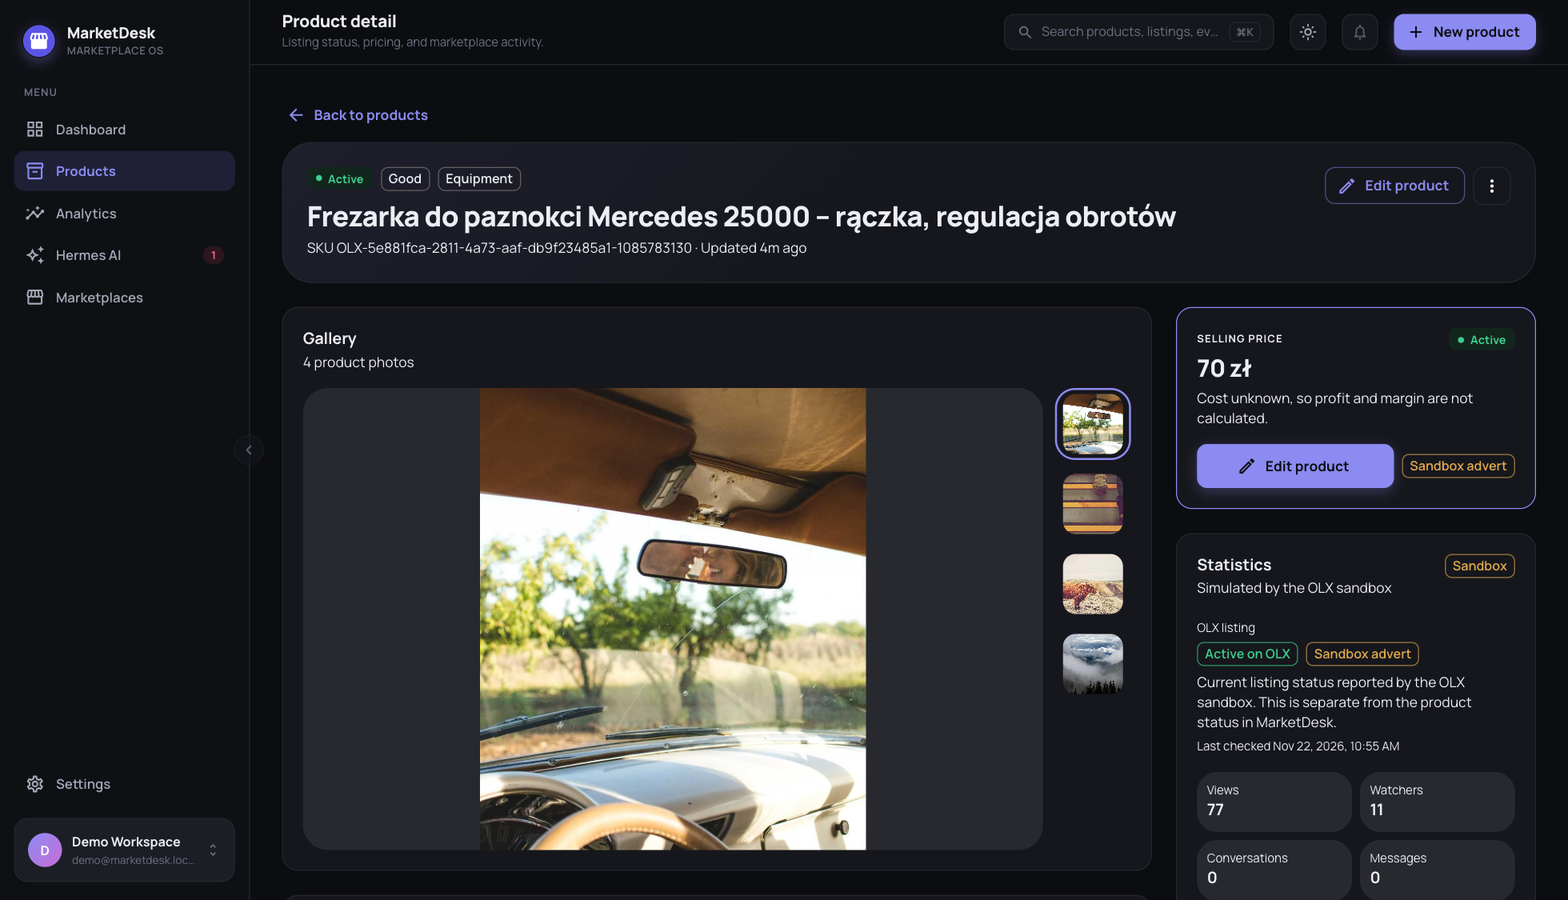 MarketDesk
MARKETPLACE OS
MENU
Dashboard
Products
Analytics
Hermes AI
1
Marketplaces
Settings
D
Demo Workspace
demo@marketdesk.loc...
Product detail
Listing status, pricing, and marketplace activity.
Search products, listings, ev...
⌘K
New product
Back to products
Active
Good
Equipment
Frezarka do paznokci Mercedes 25000 – rączka, regulacja obrotów
SKU OLX-5e881fca-2811-4a73-aaf-db9f23485a1-1085783130 · Updated 4m ago
Edit product
Gallery
4 product photos
SELLING PRICE
Active
70 zł
Cost unknown, so profit and margin are not
calculated.
Edit product
Sandbox advert
Statistics
Sandbox
Simulated by the OLX sandbox
OLX listing
Active on OLX
Sandbox advert
Current listing status reported by the OLX
sandbox. This is separate from the product
status in MarketDesk.
Last checked Nov 22, 2026, 10:55 AM
Views
77
Watchers
11
Conversations
0
Messages
0